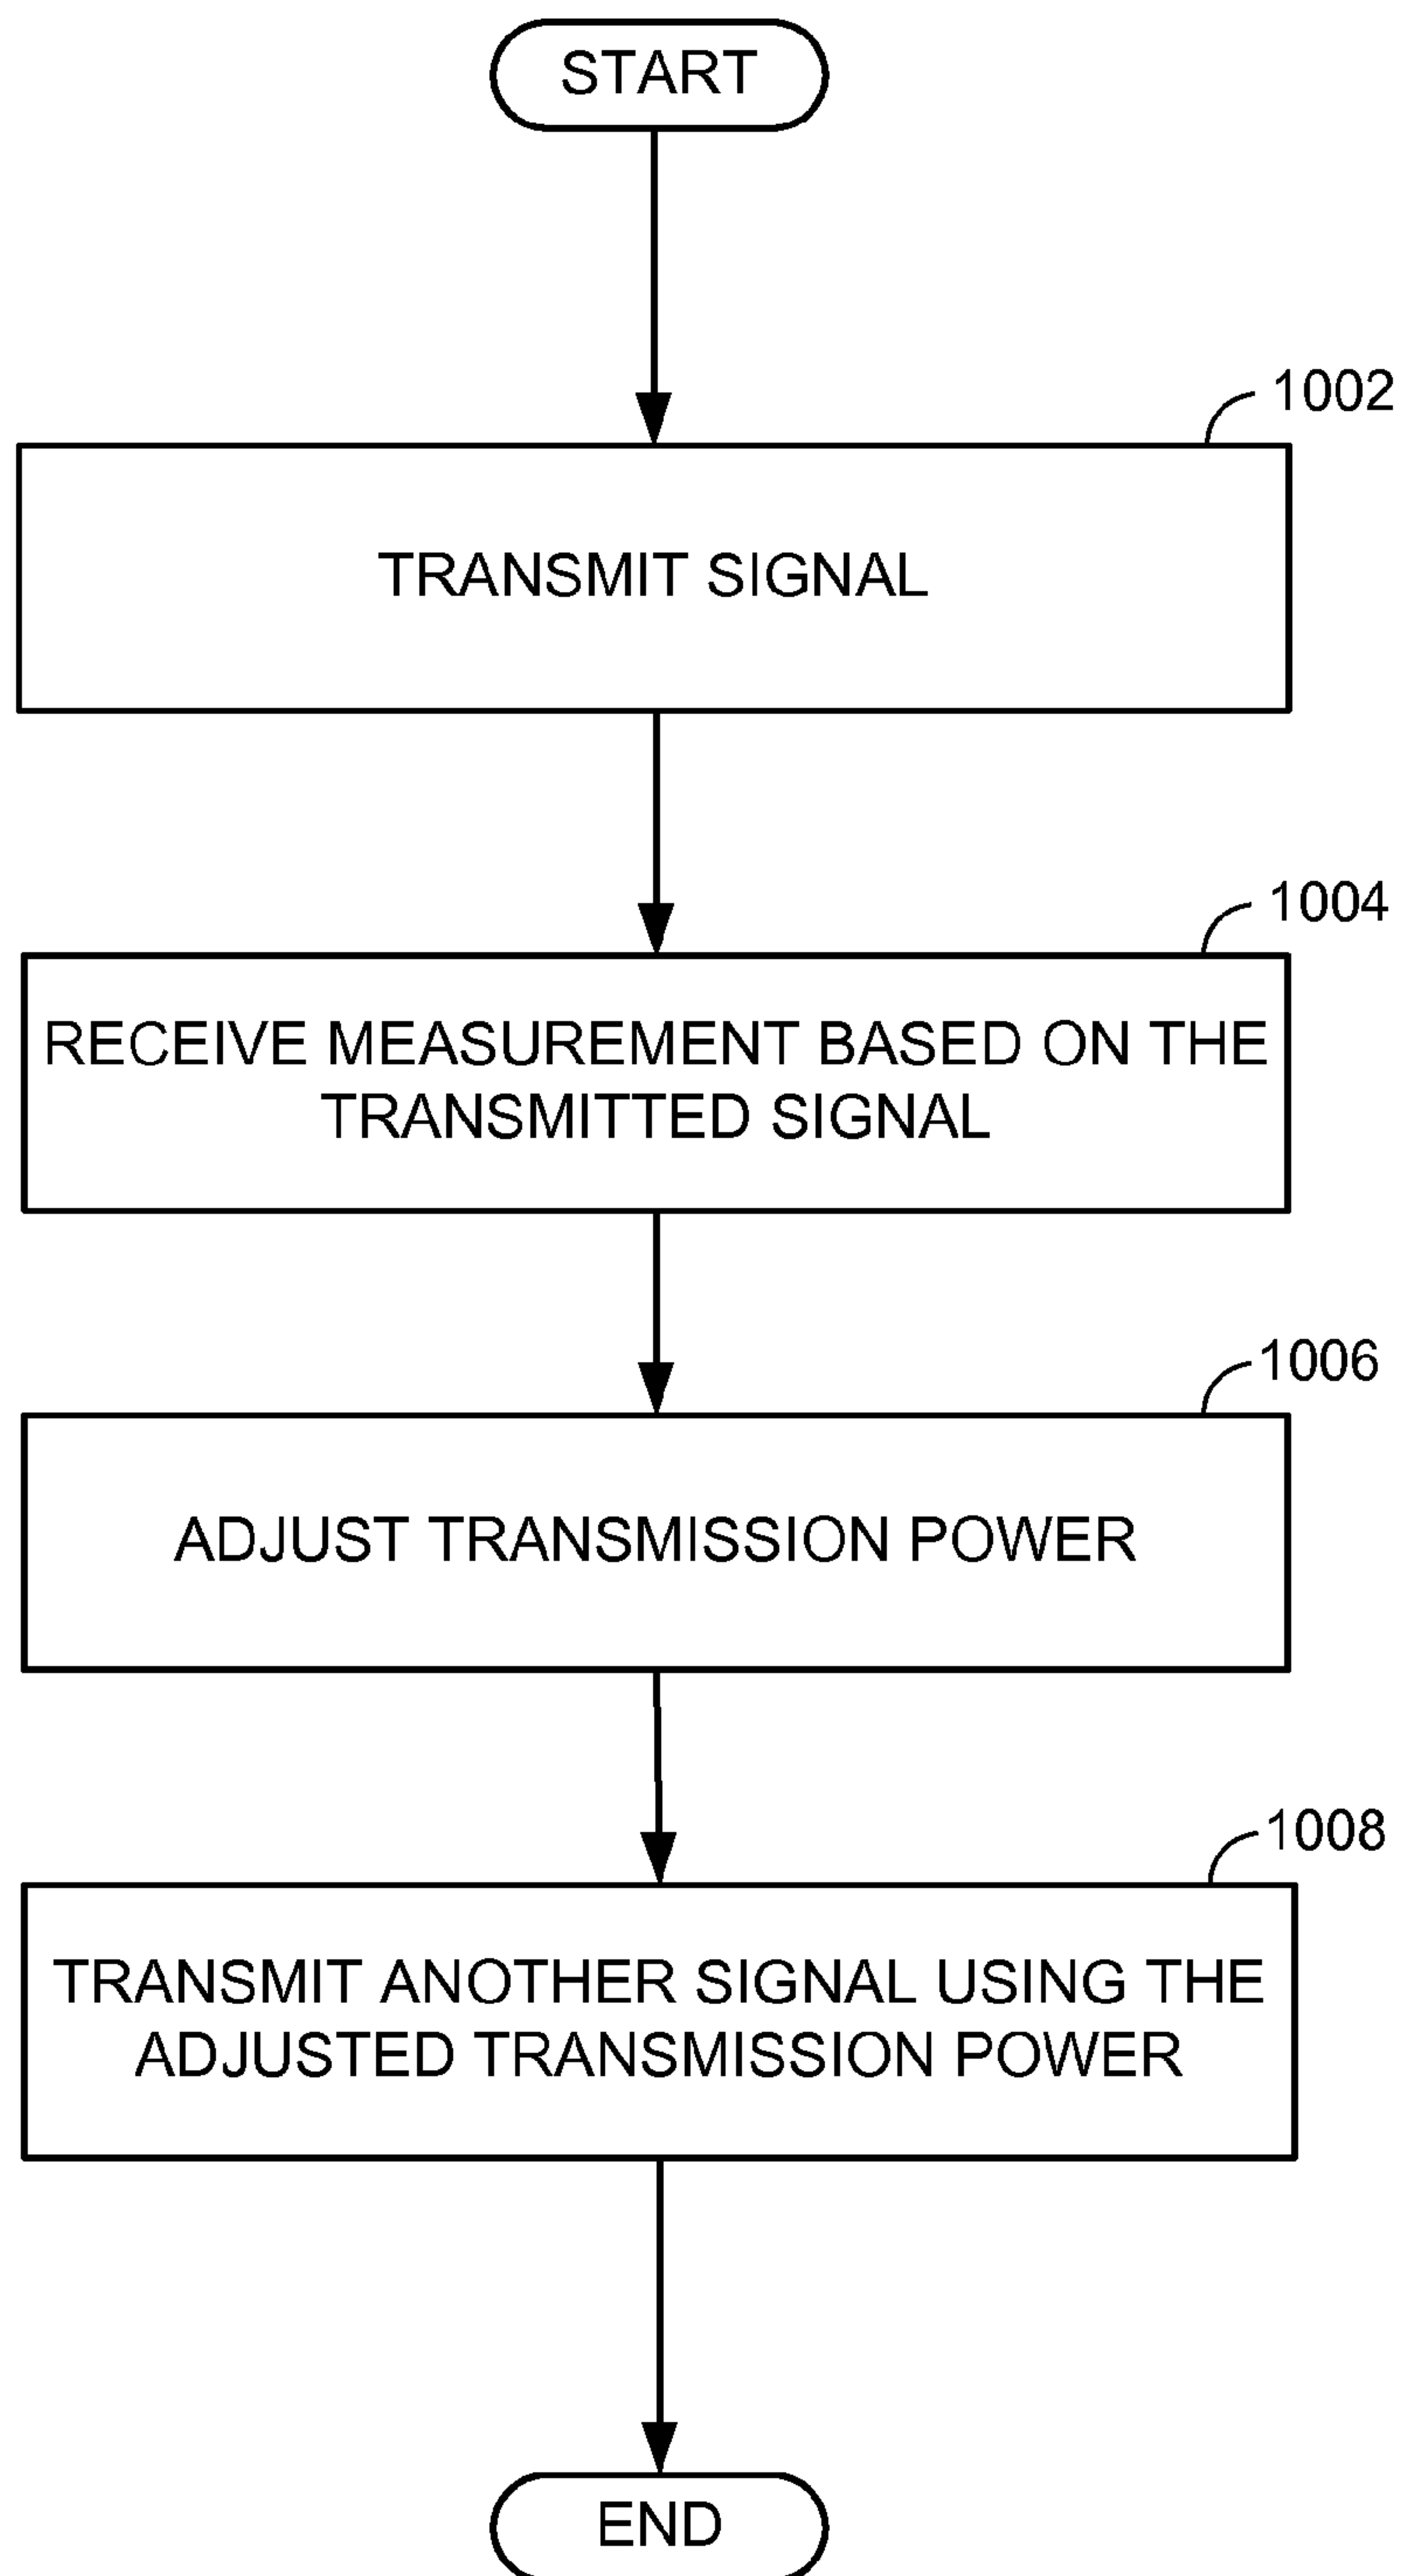 START
1002
TRANSMIT SIGNAL
1004
RECEIVE MEASUREMENT BASED ON THE
TRANSMITTED SIGNAL
1006
ADJUST TRANSMISSION POWER
1008
TRANSMIT ANOTHER SIGNAL USING THE
ADJUSTED TRANSMISSION POWER
END